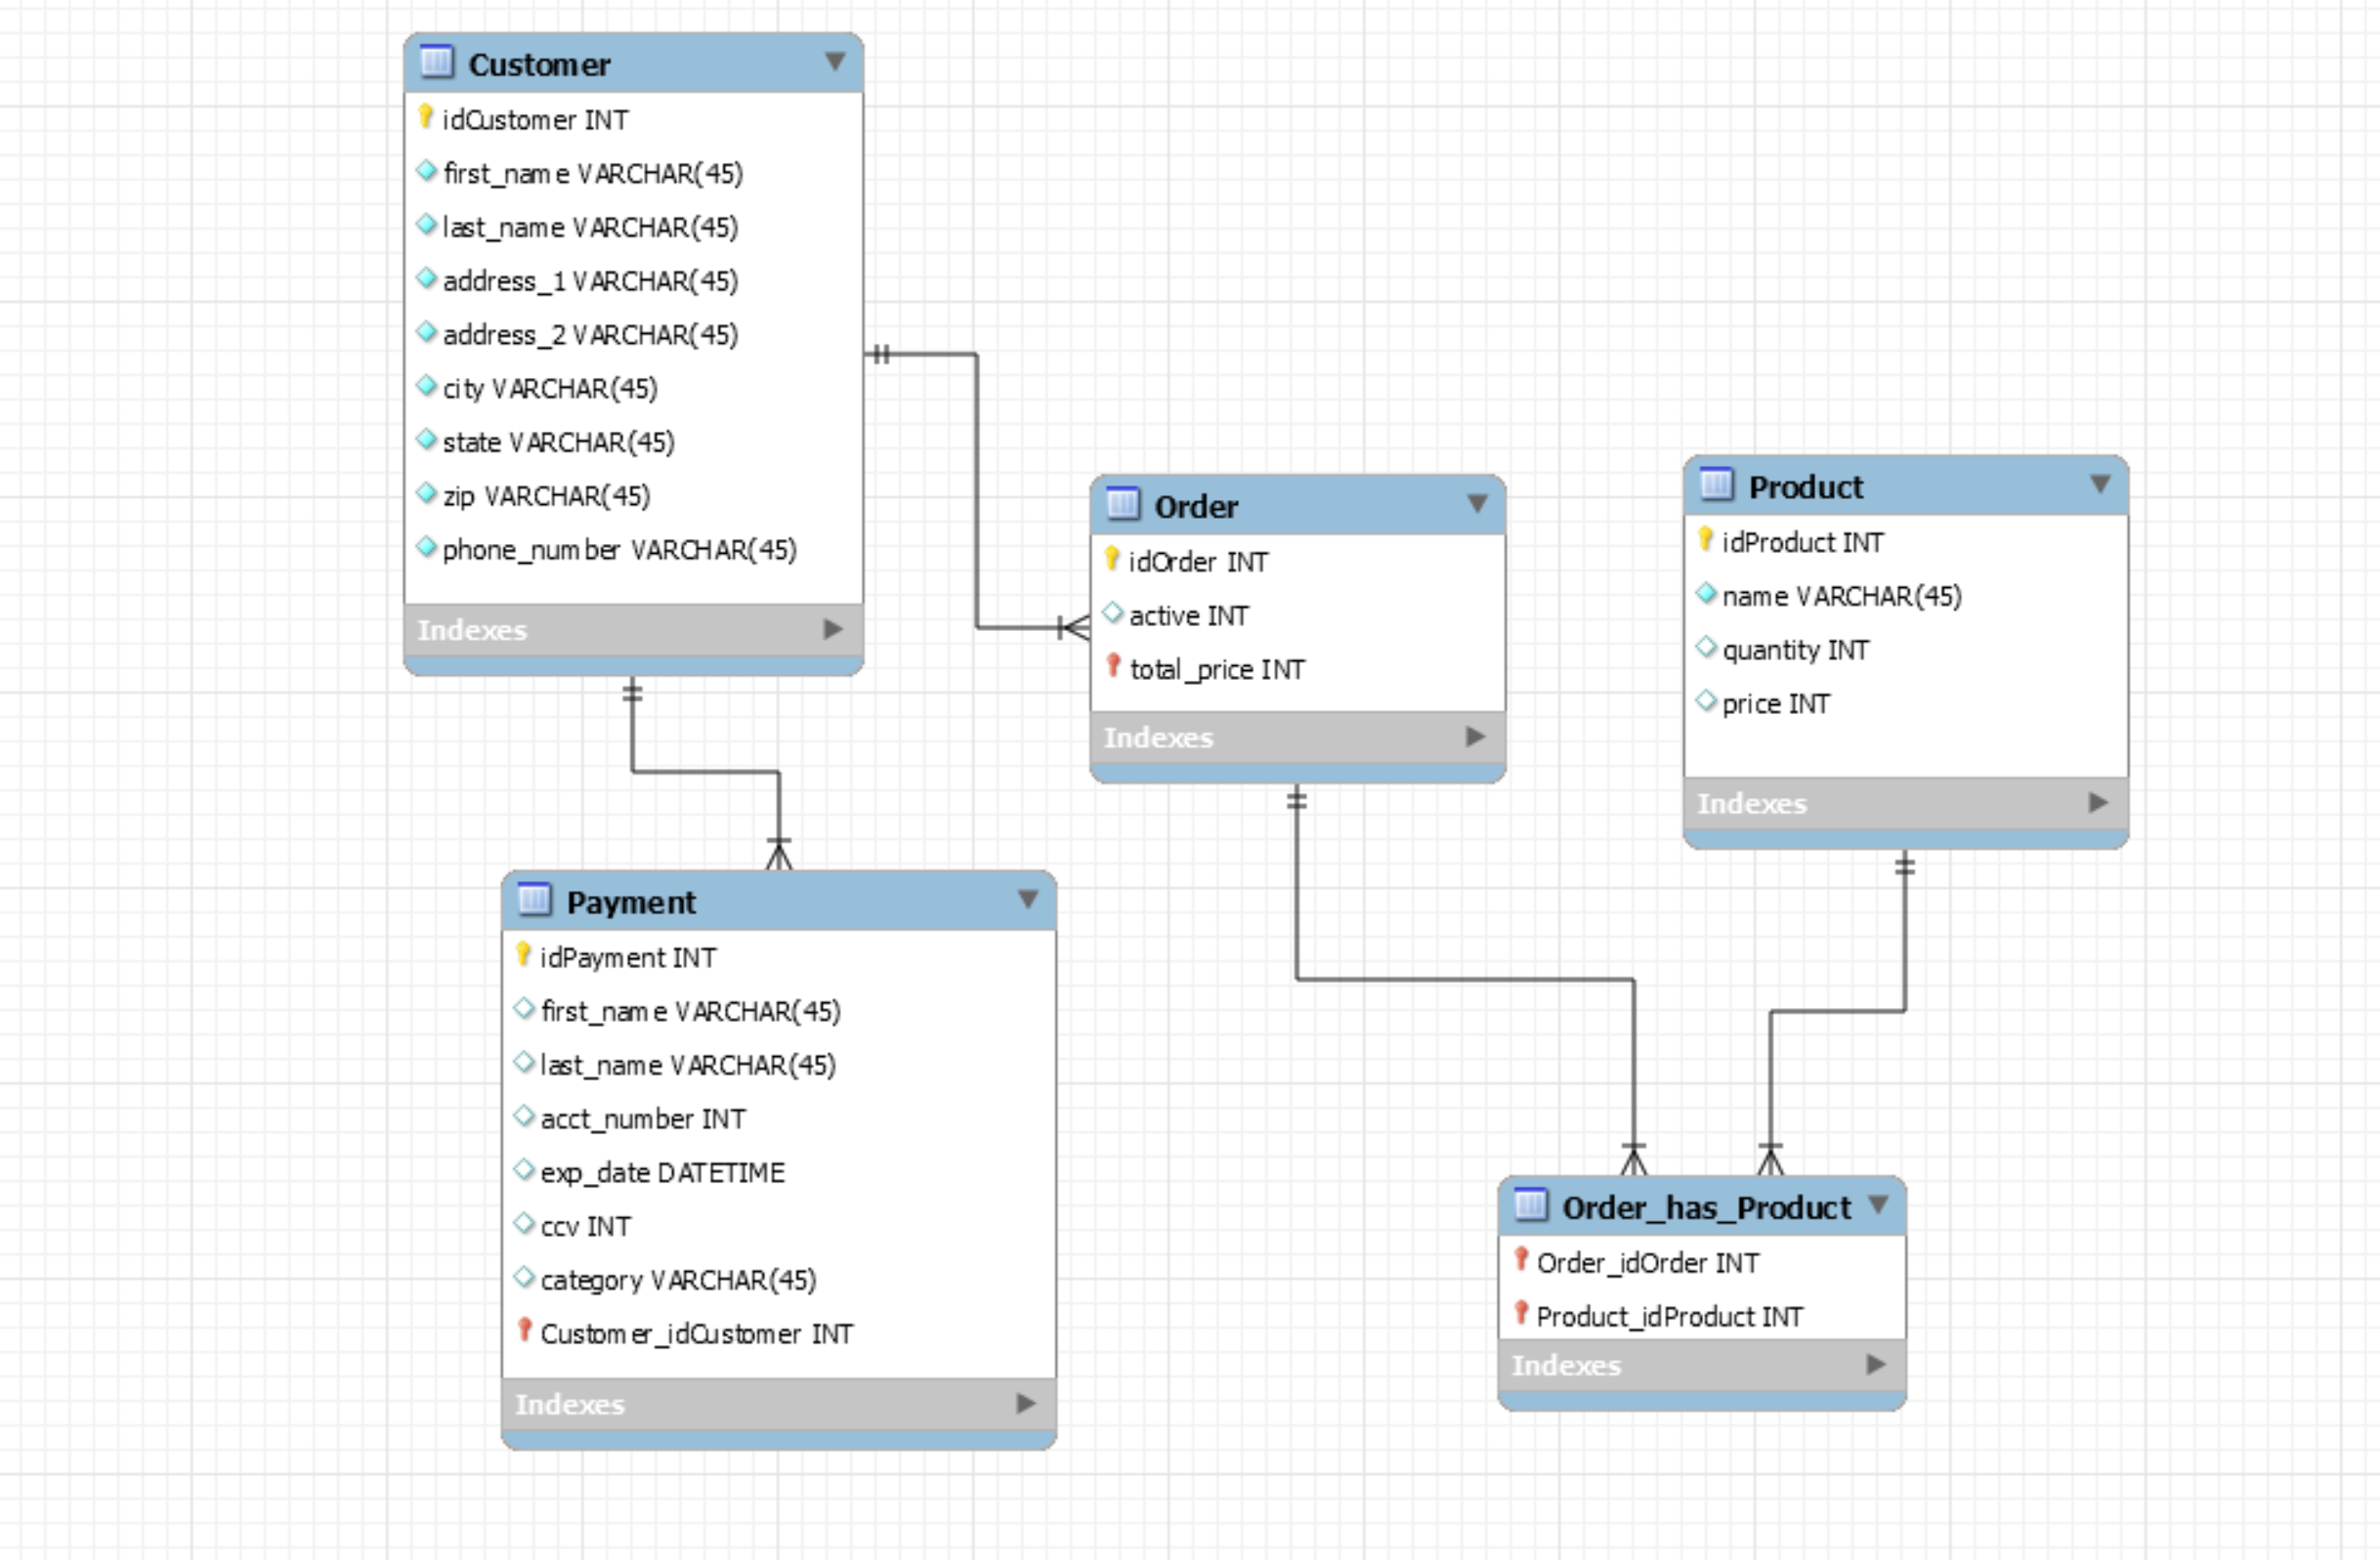 Customer
idCustomer INT
first_name VARCHAR(45)
last_name VARCHAR(45)
address_1 VARCHAR(45)
address_2 VARCHAR(45)
city VARCHAR(45)
state VARCHAR(45)
zip VARCHAR(45)
phone_number VARCHAR(45)
Indexes
Order
idOrder INT
active INT
total_price INT
Indexes
Product
idProduct INT
name VARCHAR(45)
quantity INT
price INT
Indexes
Payment
idPayment INT
first_name VARCHAR(45)
last_name VARCHAR(45)
acct_number INT
exp_date DATETIME
ccv INT
category VARCHAR(45)
Customer_idCustomer INT
Indexes
Order_has_Product
Order_idOrder INT
Product_idProduct INT
Indexes